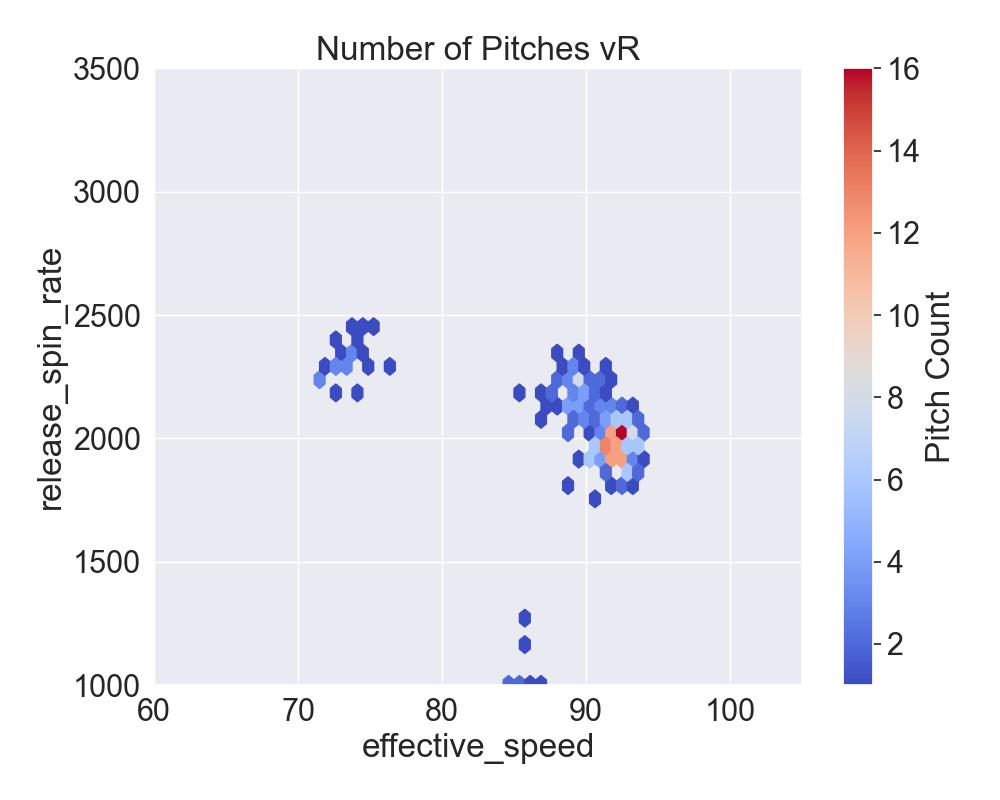 Number of Pitches vR
3500
3000
2500
2000
1500
1000
release_spin_rate
60 70 80 90 100
effective_speed
16
14
12
10
8
6
4
2
Pitch Count